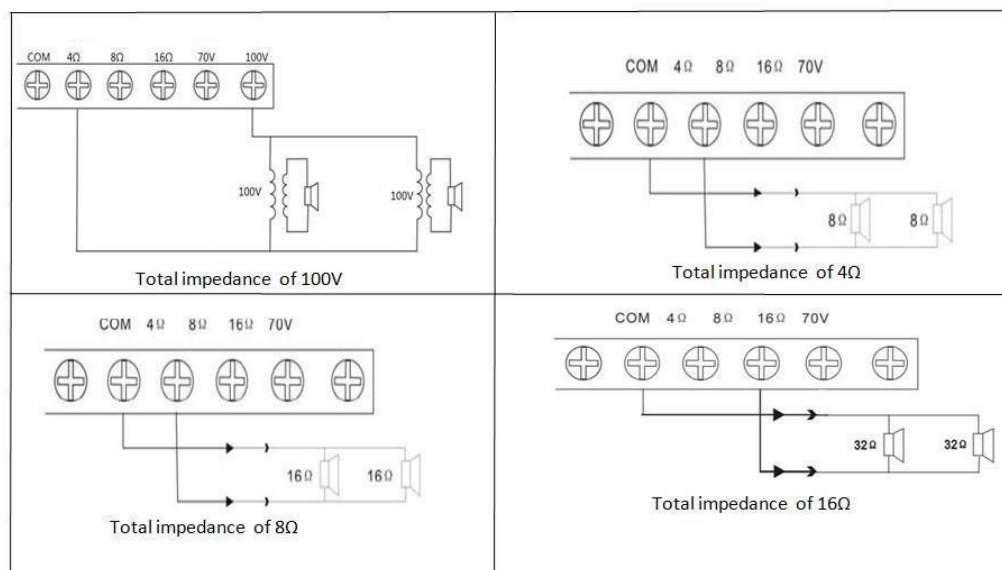 COM 4Ω 8Ω 16Ω 70V 100V
100V 100V
Total impedance of 100V
COM 4Ω 8Ω 16Ω 70V
8Ω 8Ω
Total impedance of 4Ω
COM 4Ω 8Ω 16Ω 70V
16Ω 16Ω
Total impedance of 8Ω
COM 4Ω 8Ω 16Ω 70V
32Ω 32Ω
Total impedance of 16Ω